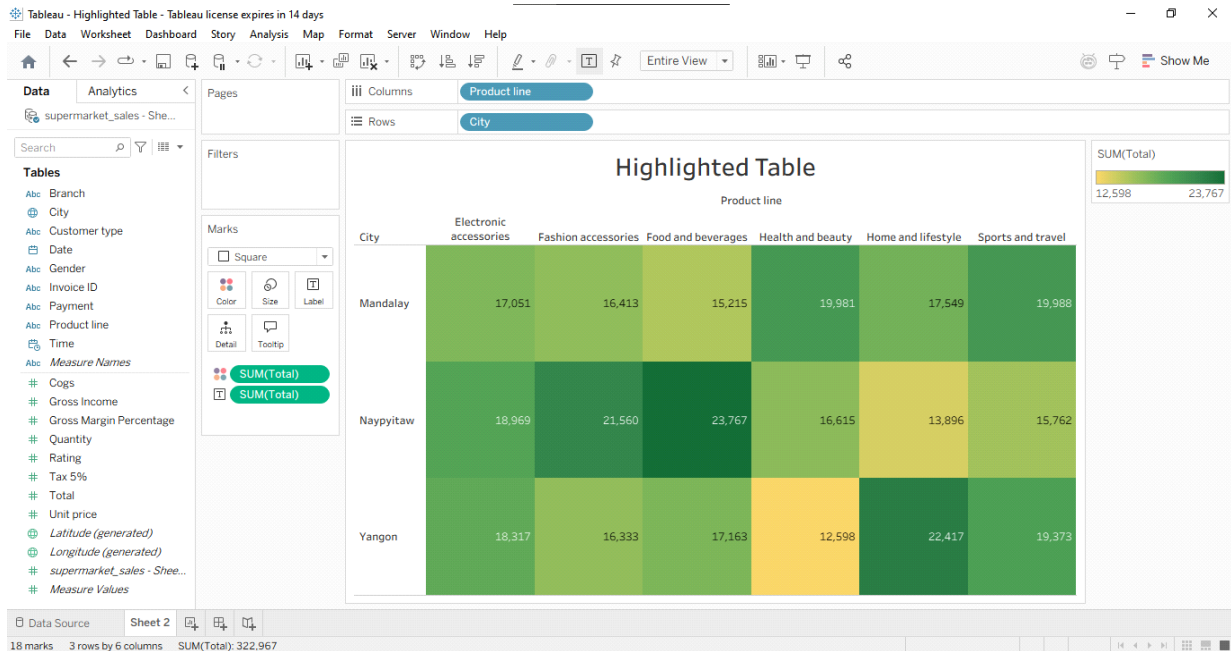 Tableau - Highlighted Table - Tableau license expires in 14 days
File Data Worksheet Dashboard Story Analysis Map Format Server Window Help
Entire View
Show Me
Data Analytics
supermarket_sales - She...
Search
Tables
Abc Branch
City
Abc Customer type
Date
Abc Gender
Abc Invoice ID
Abc Payment
Abc Product line
Time
Abc Measure Names
# Cogs
# Gross Income
# Gross Margin Percentage
# Quantity
# Rating
# Tax 5%
# Total
# Unit price
Latitude (generated)
Longitude (generated)
# supermarket_sales - Shee...
# Measure Values
Pages
Filters
Marks
Square
Color Size T Label
Detail Tooltip
SUM(Total)
T SUM(Total)
Columns Product line
Rows City
Highlighted Table
Product line
City Electronic accessories Fashion accessories Food and beverages Health and beauty Home and lifestyle Sports and travel
Mandalay 17,051 16,413 15,215 19,981 17,549 19,988
Naypyitaw 18,969 21,560 23,767 16,615 13,896 15,762
Yangon 18,317 16,333 17,163 12,598 22,417 19,373
SUM(Total)
12,598 23,767
Data Source Sheet 2
18 marks 3 rows by 6 columns SUM(Total): 322,967